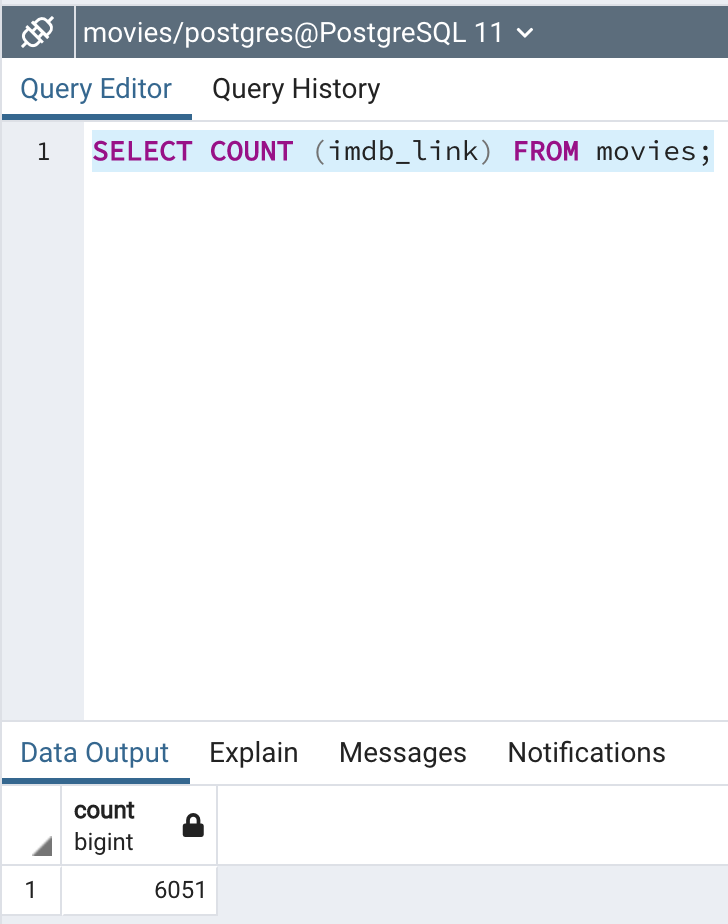 movies/postgres@PostgreSQL 11
Query Editor Query History
1 SELECT COUNT (imdb_link) FROM movies;
Data Output Explain Messages Notifications
count
bigint
1 6051